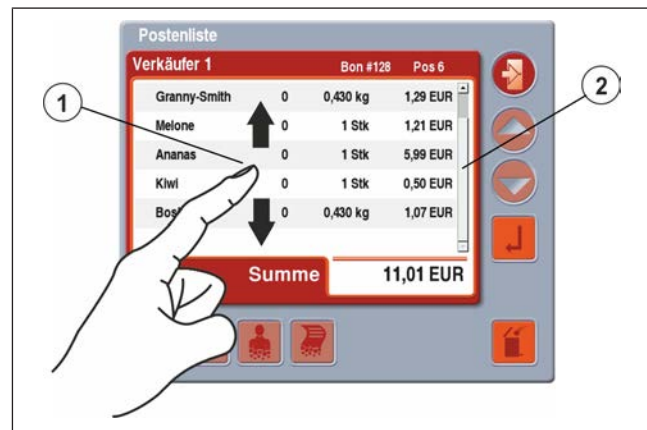 Postenliste
Verkäufer 1 Bon #128 Pos 6
Granny-Smith 0 0,430 kg 1,29 EUR
Melone 0 1 Stk 1,21 EUR
Ananas 0 1 Stk 5,99 EUR
Kiwi 0 1 Stk 0,50 EUR
0 0,430 kg 1,07 EUR
Summe 11,01 EUR
1
2